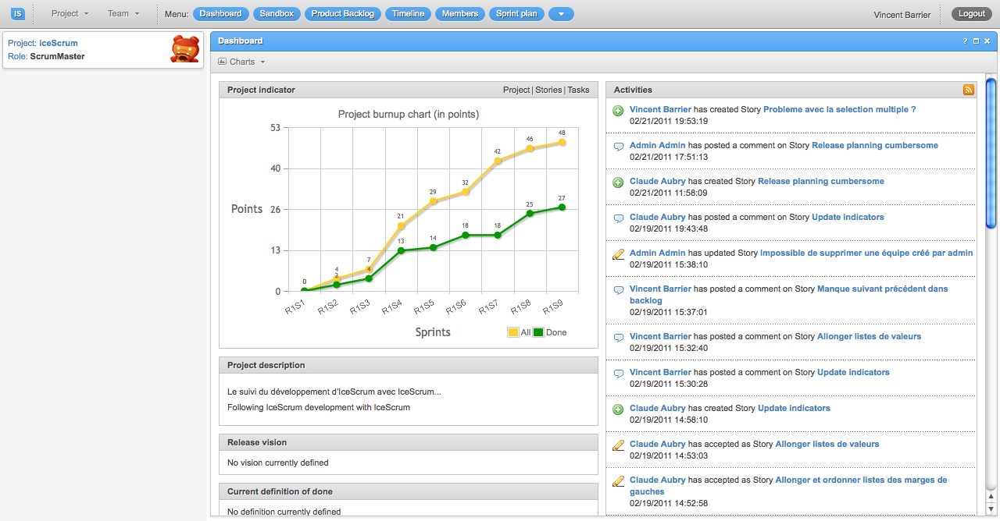 IS
Project
Team
Menu:
Dashboard
Sandbox
Product Backlog
Timeline
Members
Sprint plan
Vincent Barrier
Logout
Project: iceScrum
Role: ScrumMaster
Dashboard
?
Charts
Project indicator
Project | Stories | Tasks
Project burnup chart (in points)
53
40
26
13
0
Points
0
4
2
7
4
21
13
29
14
32
18
42
18
46
25
48
27
R1S1
R1S2
R1S3
R1S4
R1S5
R1S6
R1S7
R1S8
R1S9
Sprints
All
Done
Project description
Le suivi du développement d'IceScrum avec IceScrum...
Following IceScrum development with IceScrum
Release vision
No vision currently defined
Current definition of done
No definition currently defined
Activities
Vincent Barrier has created Story Probleme avec la selection multiple ?
02/21/2011 19:53:19
Admin Admin has posted a comment on Story Release planning cumbersome
02/21/2011 17:51:13
Claude Aubry has created Story Release planning cumbersome
02/21/2011 11:58:09
Claude Aubry has posted a comment on Story Update indicators
02/19/2011 19:43:48
Admin Admin has updated Story Impossible de supprimer une équipe créé par admin
02/19/2011 15:38:10
Vincent Barrier has posted a comment on Story Manque suivant précédent dans
backlog
02/19/2011 15:37:01
Vincent Barrier has posted a comment on Story Allonger listes de valeurs
02/19/2011 15:32:40
Vincent Barrier has posted a comment on Story Update indicators
02/19/2011 15:30:28
Claude Aubry has created Story Update indicators
02/19/2011 14:58:10
Claude Aubry has accepted as Story Allonger listes de valeurs
02/19/2011 14:53:03
Claude Aubry has accepted as Story Allonger et ordonner listes des marges de
gauches
02/19/2011 14:52:58